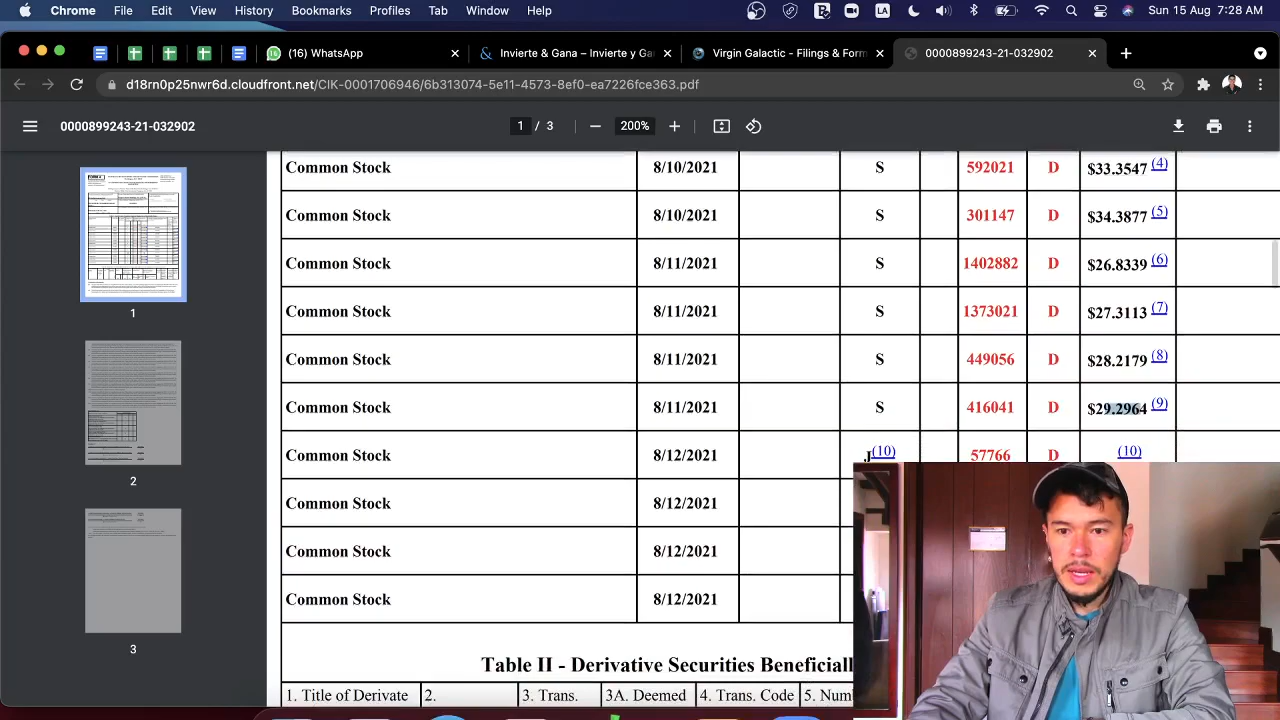 Chrome File Edit View History Bookmarks Profiles Tab Window Help LA Sun 15 Aug 7:28 AM
(16) WhatsApp Invierte & Gana – Invierte y Ga Virgin Galactic - Filings & Form 0000899243-21-032902
d18rn0p25nwr6d.cloudfront.net/CIK-0001706946/6b313074-5e11-4573-8ef0-ea7226fce363.pdf
0000899243-21-032902 1 / 3 200%
Common Stock 8/10/2021 S 592021 D $33.3547 (4)
Common Stock 8/10/2021 S 301147 D $34.3877 (5)
Common Stock 8/11/2021 S 1402882 D $26.8339 (6)
Common Stock 8/11/2021 S 1373021 D $27.3113 (7)
Common Stock 8/11/2021 S 449056 D $28.2179 (8)
Common Stock 8/11/2021 S 416041 D $29.2964 (9)
Common Stock 8/12/2021 J(10) 57766 D (10)
Common Stock 8/12/2021
Common Stock 8/12/2021
Common Stock 8/12/2021
Table II - Derivative Securities Beneficiall
1. Title of Derivate 2. 3. Trans. 3A. Deemed 4. Trans. Code 5. Num
1
2
3